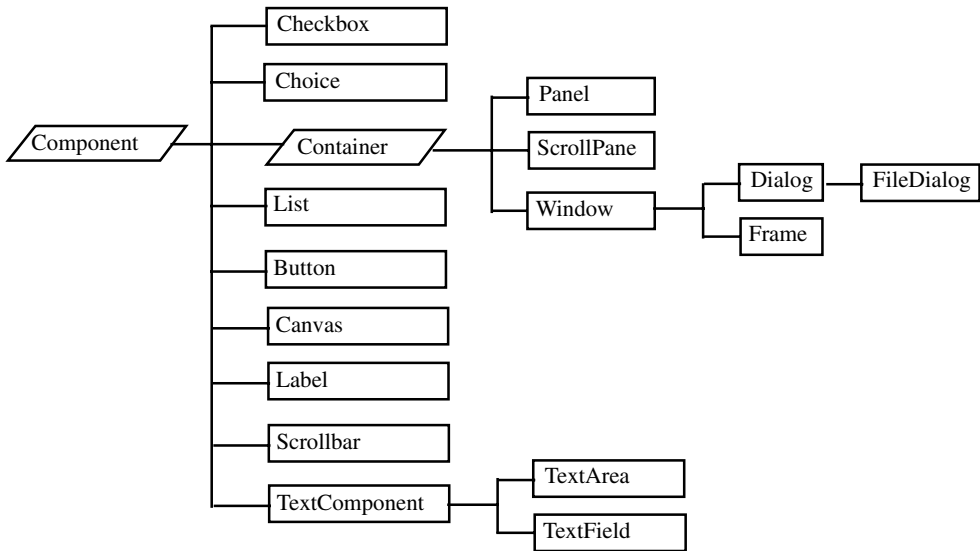 Checkbox
Choice
Panel
Component
Container
ScrollPane
Dialog
FileDialog
List
Window
Frame
Button
Canvas
Label
Scrollbar
TextArea
TextComponent
TextField